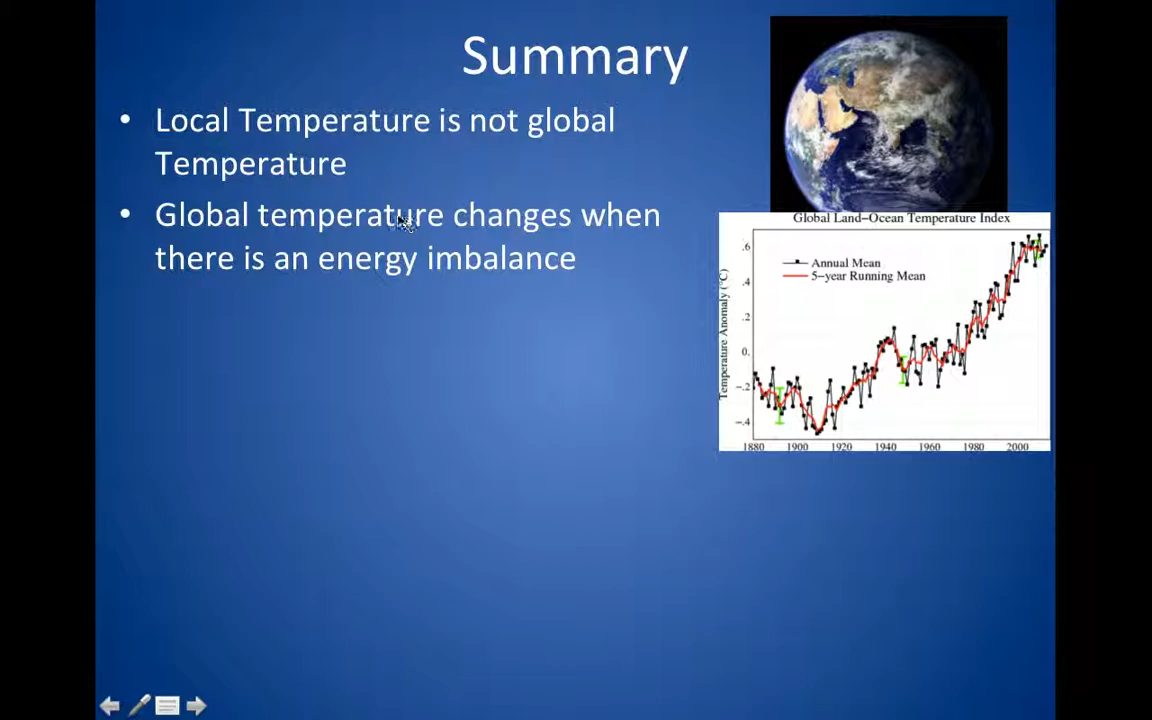 Summary
• Local Temperature is not global
Temperature
• Global temperature changes when
there is an energy imbalance
Global Land−Ocean Temperature Index
Annual Mean
5−year Running Mean
Temperature Anomaly (°C)
.6
.4
.2
0.
−.2
−.4
1880 1900 1920 1940 1960 1980 2000